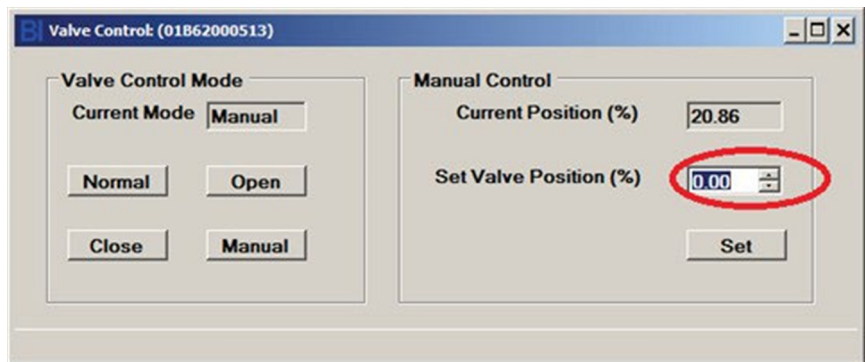 BI Valve Control: (01B62000513)
Valve Control Mode
Current Mode Manual
Normal Open
Close Manual
Manual Control
Current Position (%) 20.86
Set Valve Position (%) 0.00
Set